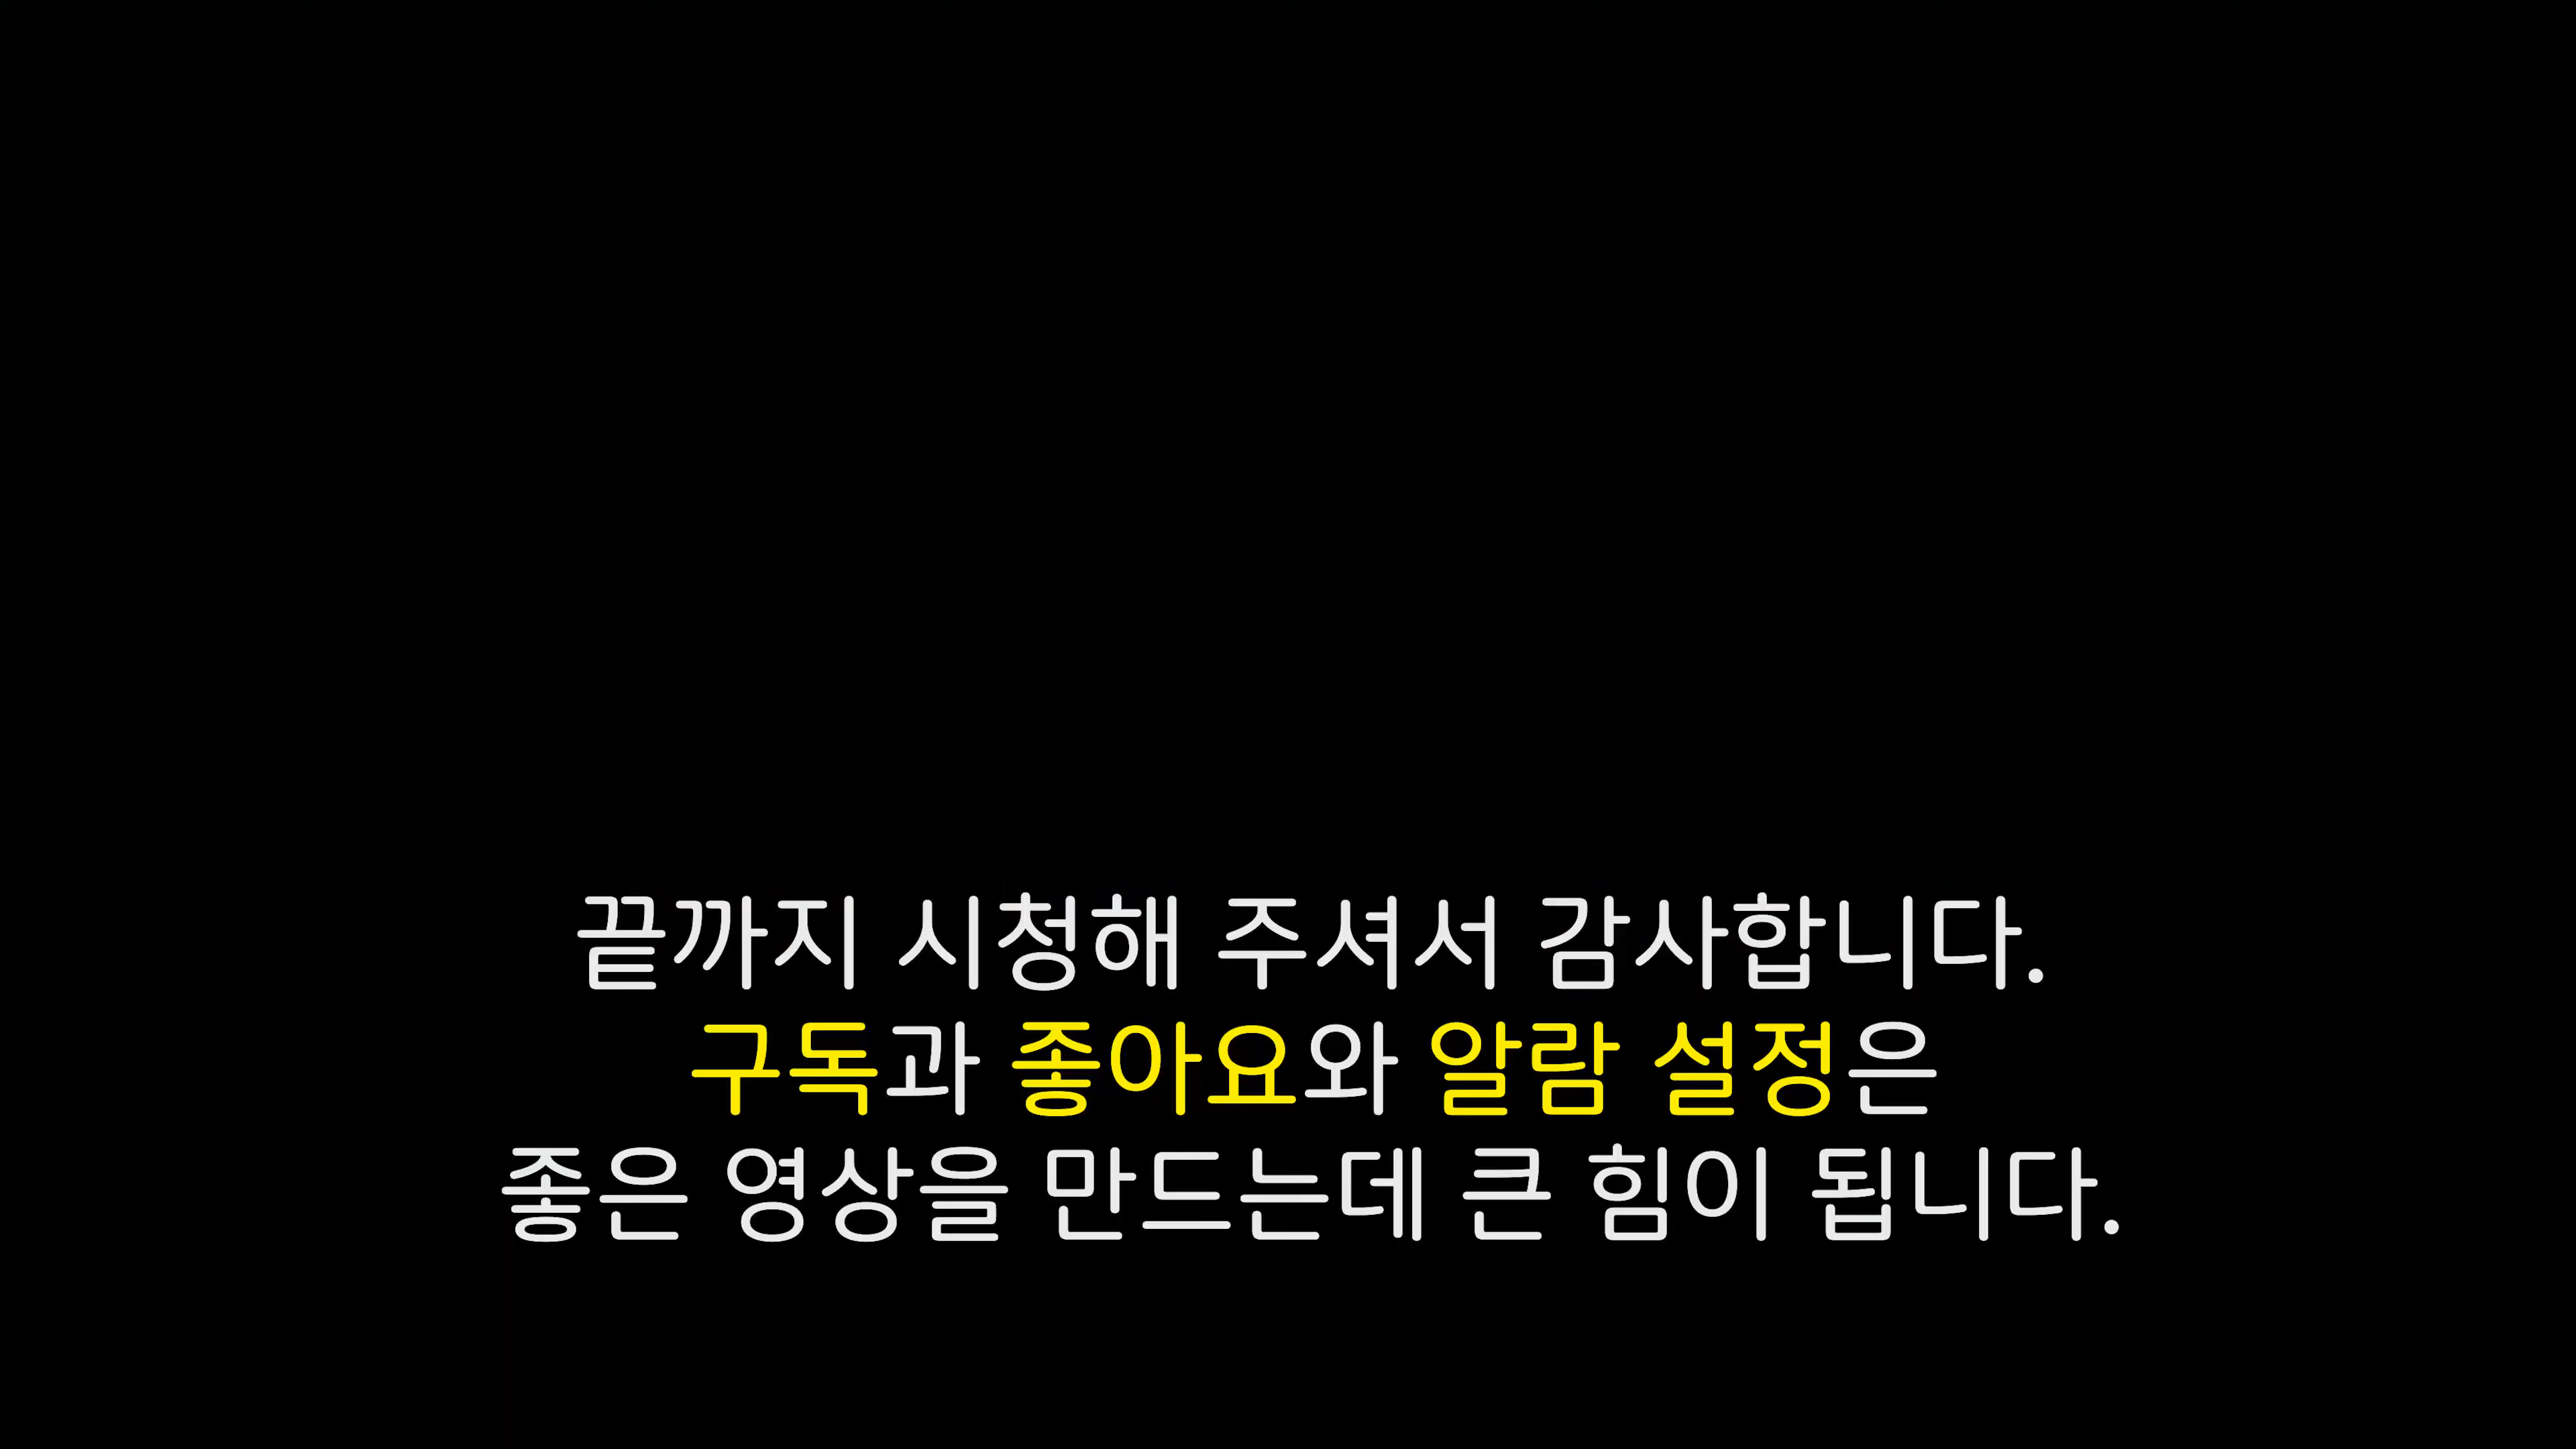 끝까지 시청해 주셔서 감사합니다.
구독과 좋아요와 알람 설정은
좋은 영상을 만드는데 큰 힘이 됩니다.